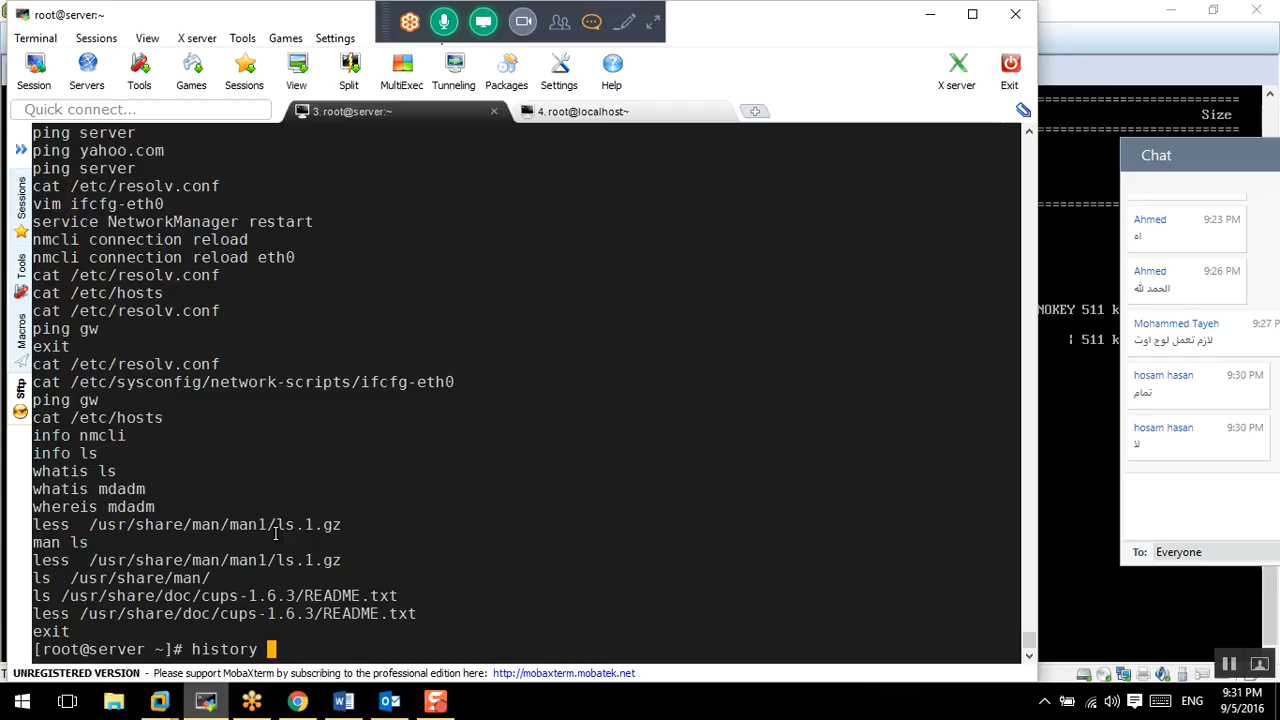 root@server:~
Terminal Sessions View X server Tools Games Settings
Session Servers Tools Games Sessions View Split MultiExec Tunneling Packages Settings Help X server Exit
Quick connect...
3. root@server:~
4. root@localhost~
Sessions
Tools
Macros
Sftp
ping server
ping yahoo.com
ping server
cat /etc/resolv.conf
vim ifcfg-eth0
service NetworkManager restart
nmcli connection reload
nmcli connection reload eth0
cat /etc/resolv.conf
cat /etc/hosts
cat /etc/resolv.conf
ping gw
exit
cat /etc/resolv.conf
cat /etc/sysconfig/network-scripts/ifcfg-eth0
ping gw
cat /etc/hosts
info nmcli
info ls
whatis ls
whatis mdadm
whereis mdadm
less  /usr/share/man/man1/ls.1.gz
man ls
less  /usr/share/man/man1/ls.1.gz
ls  /usr/share/man/
ls /usr/share/doc/cups-1.6.3/README.txt
less /usr/share/doc/cups-1.6.3/README.txt
exit
[root@server ~]# history
UNREGISTERED VERSION - Please support MobaXterm by subscribing to the professional edition here: http://mobaxterm.mobatek.net
Size
NOKEY 511 k
| 511 k
Chat
Ahmed 9:23 PM
اه
Ahmed 9:26 PM
الحمد لله
Mohammed Tayeh 9:27 P
لازم تعمل لوج اوت
hosam hasan 9:30 PM
تمام
hosam hasan 9:30 PM
لا
To: Everyone
ENG
9:31 PM
9/5/2016